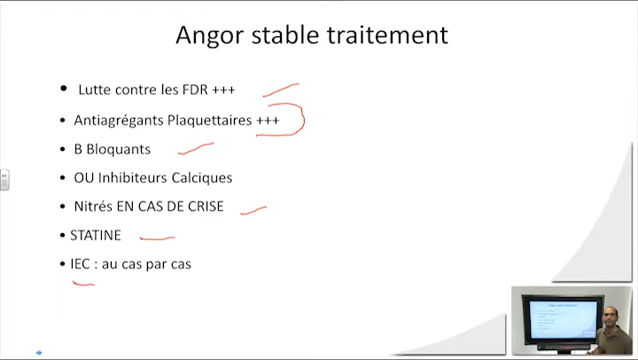 Angor stable traitement
• Lutte contre les FDR +++
• Antiagrégants Plaquettaires +++
• B Bloquants
• OU Inhibiteurs Calciques
• Nitrés EN CAS DE CRISE
• STATINE
• IEC : au cas par cas